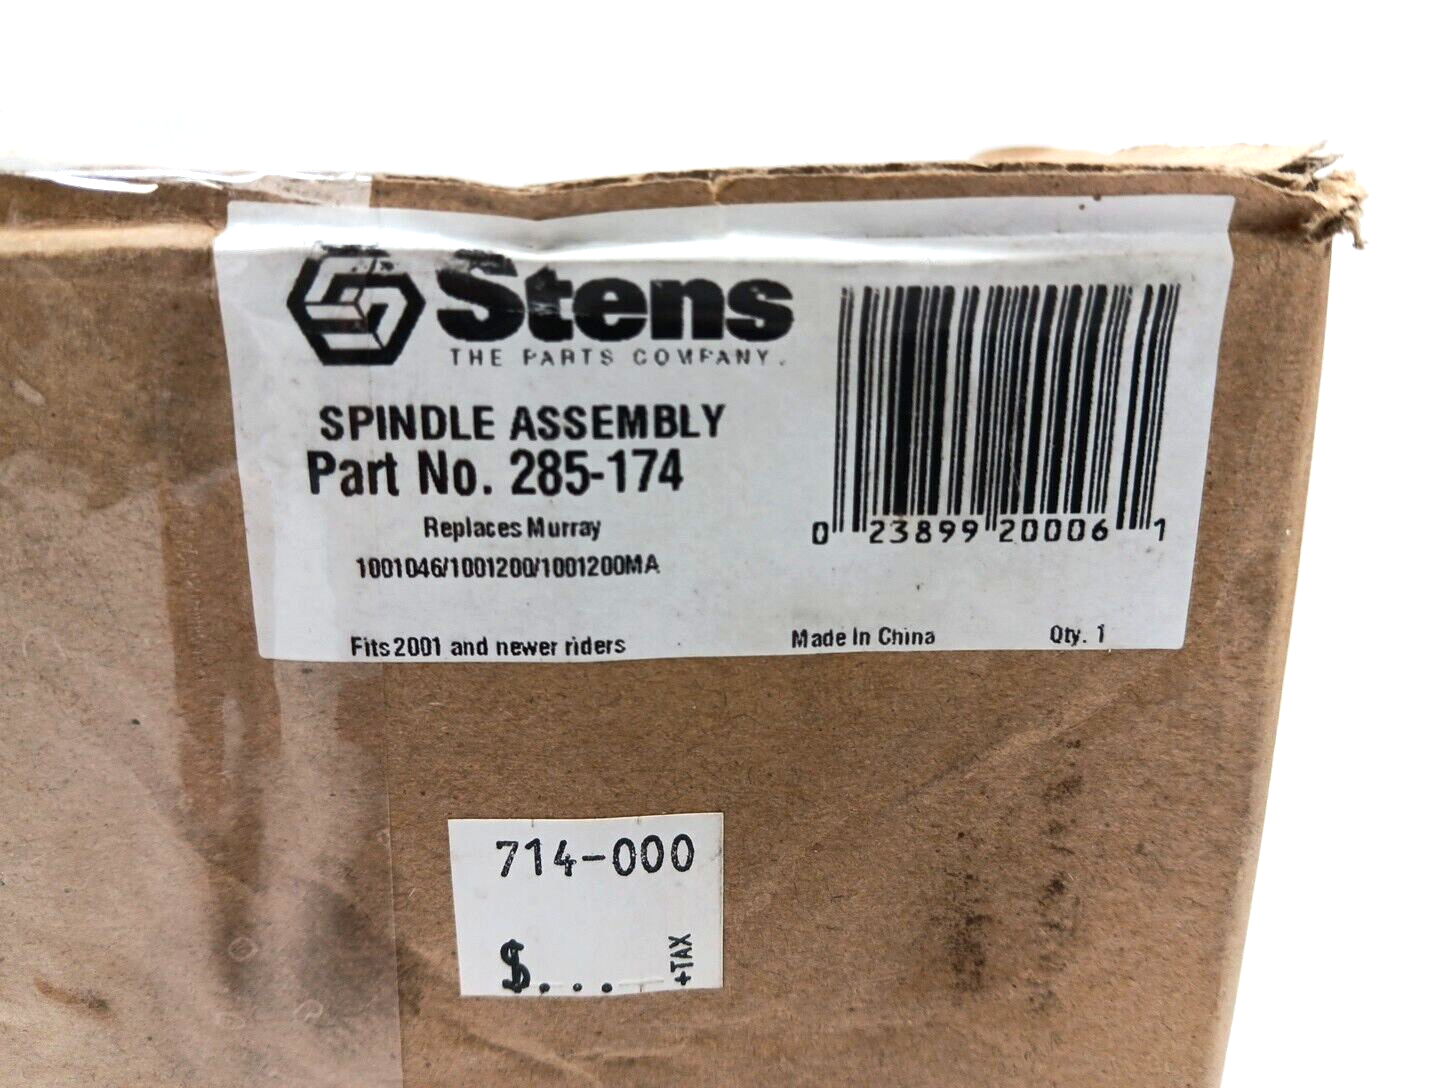 Stens
THE PARTS COMPANY.
SPINDLE ASSEMBLY
Part No. 285-174
Replaces Murray
1001046/1001200/1001200MA
Fits 2001 and newer riders
Made In China
Qty. 1
0 23899 20006 1
714-000
$. . . +TAX